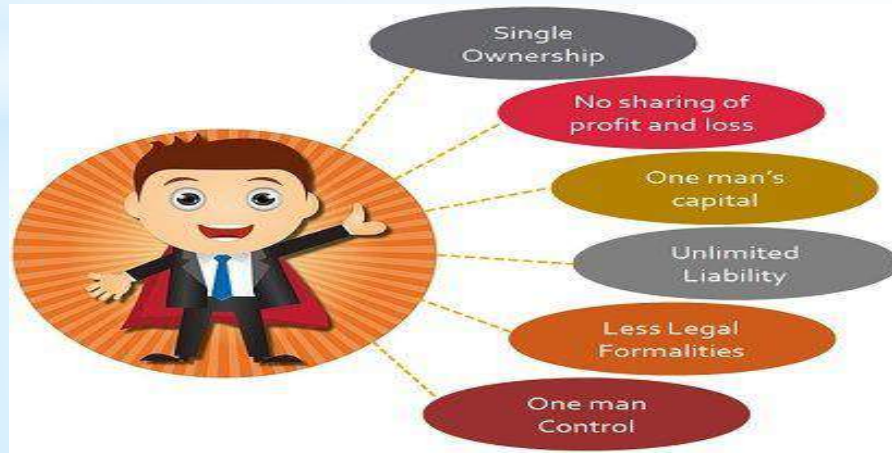 Single
Ownership
No sharing of
profit and loss
One man's
capital
Unlimited
Liability
Less Legal
Formalities
One man
Control